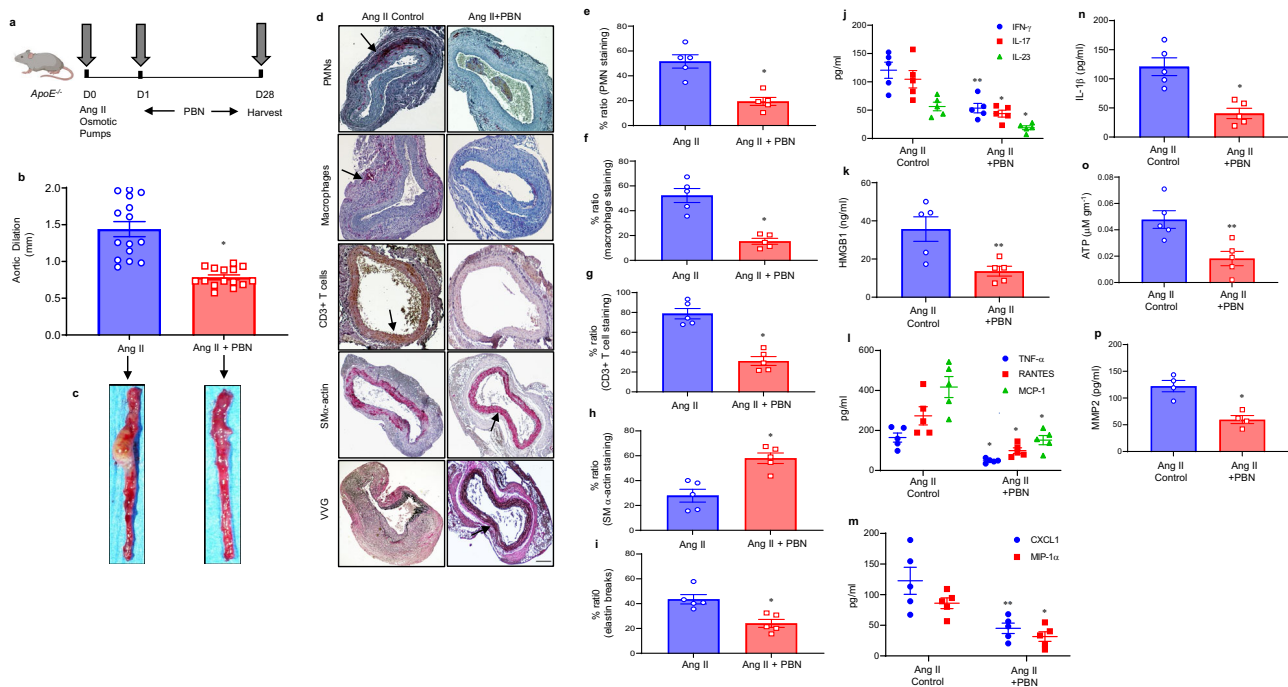 a
ApoE-/-
D0
D1
D28
Ang II
Osmotic
Pumps
PBN
Harvest
b
Aortic Dilation
(mm)
2.0
1.5
1.0
0.5
0.0
*
Ang II
Ang II + PBN
c
d
Ang II Control
Ang II+PBN
PMNs
Macrophages
CD3+ T cells
SMα-actin
VVG
e
% ratio (PMN staining)
100
80
60
40
20
0
*
Ang II
Ang II + PBN
f
% ratio
(macrophage staining)
100
80
60
40
20
0
*
Ang II
Ang II + PBN
g
% ratio
(CD3+ T cell staining)
100
80
60
40
20
0
*
Ang II
Ang II + PBN
h
% ratio
(SM α-actin staining)
100
80
60
40
20
0
*
Ang II
Ang II + PBN
i
% rati0
(elastin breaks)
80
60
40
20
0
*
Ang II
Ang II + PBN
j
pg/ml
200
150
100
50
0
IFN-γ
IL-17
IL-23
**
*
*
Ang II
Control
Ang II
+PBN
k
HMGB1 (ng/ml)
80
60
40
20
0
**
Ang II
Control
Ang II
+PBN
l
pg/ml
800
600
400
200
0
TNF-α
RANTES
MCP-1
*
*
*
Ang II
Control
Ang II
+PBN
m
pg/ml
200
150
100
50
0
CXCL1
MIP-1α
**
*
Ang II
Control
Ang II
+PBN
n
IL-1β (pg/ml)
200
150
100
50
0
*
Ang II
Control
Ang II
+PBN
o
ATP (μM gm-1)
0.08
0.06
0.04
0.02
0.00
**
Ang II
Control
Ang II
+PBN
p
MMP2 (pg/ml)
200
150
100
50
0
*
Ang II
Control
Ang II
+PBN